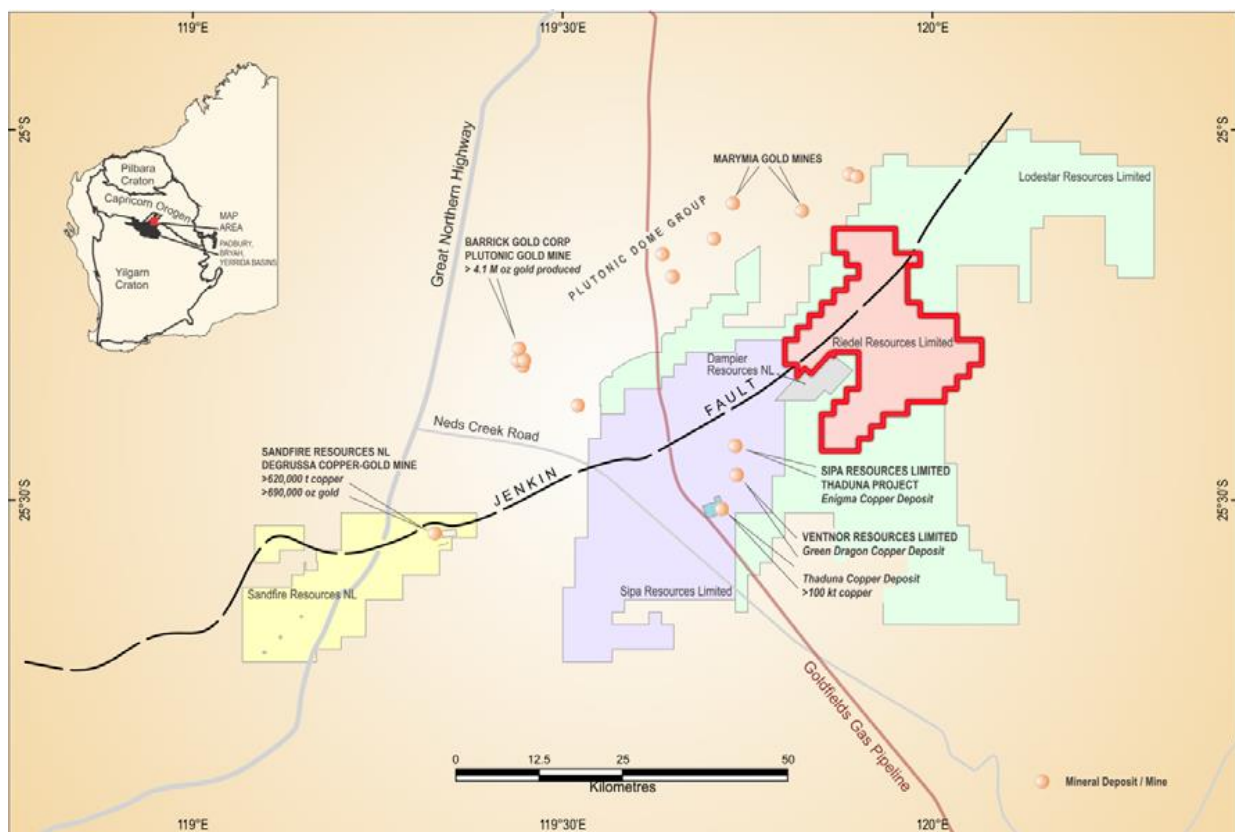 119°E
119°30'E
120°E
25°S
25°S
Pilbara
Craton
Capricorn Orogen
MAP
AREA
PADBURY,
BRYAH,
YERRIDA BASINS
Yilgarn
Craton
Great Northern Highway
MARYMIA GOLD MINES
Lodestar Resources Limited
PLUTONIC DOME GROUP
BARRICK GOLD CORP
PLUTONIC GOLD MINE
> 4.1 M oz gold produced
Riedel Resources Limited
Dampier
Resources NL
FAULT
Neds Creek Road
SANDFIRE RESOURCES NL
DEGRUSSA COPPER-GOLD MINE
>620,000 t copper
>690,000 oz gold
JENKIN
SIPA RESOURCES LIMITED
THADUNA PROJECT
Enigma Copper Deposit
25°30'S
25°30'S
VENTNOR RESOURCES LIMITED
Green Dragon Copper Deposit
Thaduna Copper Deposit
>100 kt copper
Sandfire Resources NL
Sipa Resources Limited
Goldfields Gas Pipeline
0 12.5 25 50
Kilometres
Mineral Deposit / Mine
119°E
119°30'E
120°E